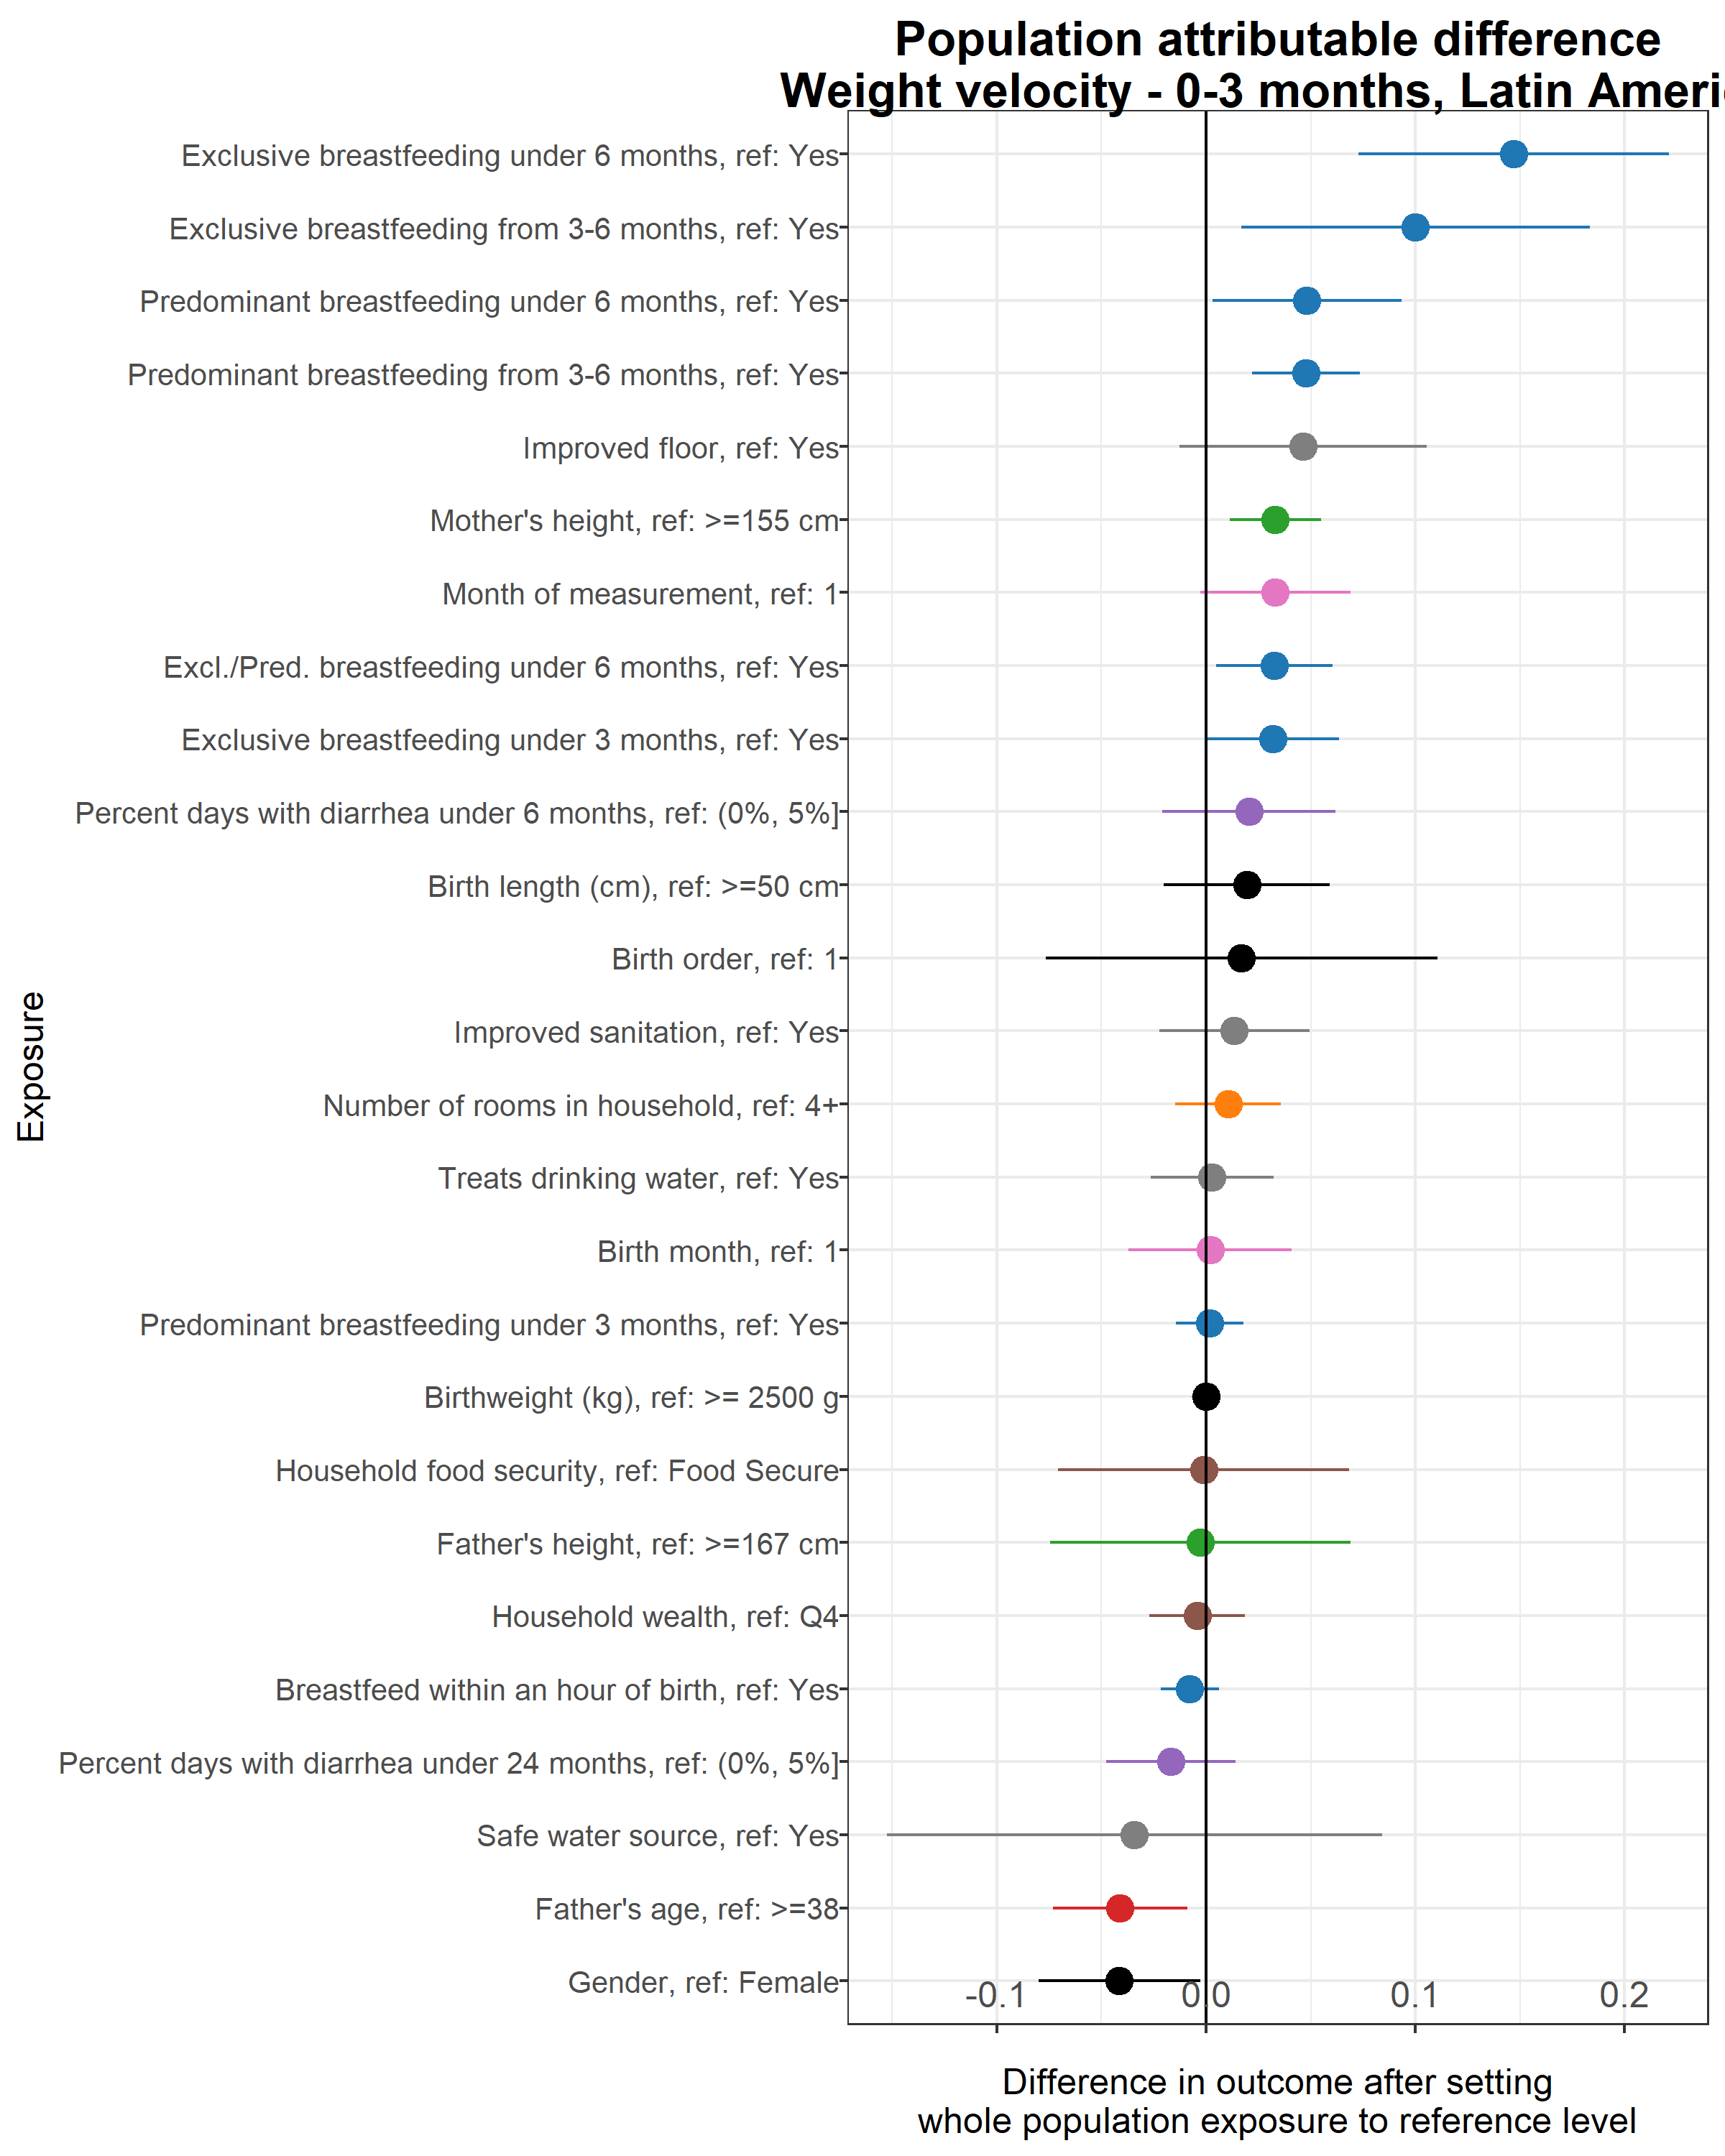 Population attributable difference
Weight velocity - 0-3 months, Latin Ameri
Exclusive breastfeeding under 6 months, ref: Yes
Exclusive breastfeeding from 3-6 months, ref: Yes
Predominant breastfeeding under 6 months, ref: Yes
Predominant breastfeeding from 3-6 months, ref: Yes
Improved floor, ref: Yes
Mother's height, ref: >=155 cm
Month of measurement, ref: 1
Excl./Pred. breastfeeding under 6 months, ref: Yes
Exclusive breastfeeding under 3 months, ref: Yes
Percent days with diarrhea under 6 months, ref: (0%, 5%]
Birth length (cm), ref: >=50 cm
Birth order, ref: 1
Improved sanitation, ref: Yes
Number of rooms in household, ref: 4+
Treats drinking water, ref: Yes
Birth month, ref: 1
Predominant breastfeeding under 3 months, ref: Yes
Birthweight (kg), ref: >= 2500 g
Household food security, ref: Food Secure
Father's height, ref: >=167 cm
Household wealth, ref: Q4
Breastfeed within an hour of birth, ref: Yes
Percent days with diarrhea under 24 months, ref: (0%, 5%]
Safe water source, ref: Yes
Father's age, ref: >=38
Gender, ref: Female
Exposure
-0.1 0.0 0.1 0.2
Difference in outcome after setting
whole population exposure to reference level